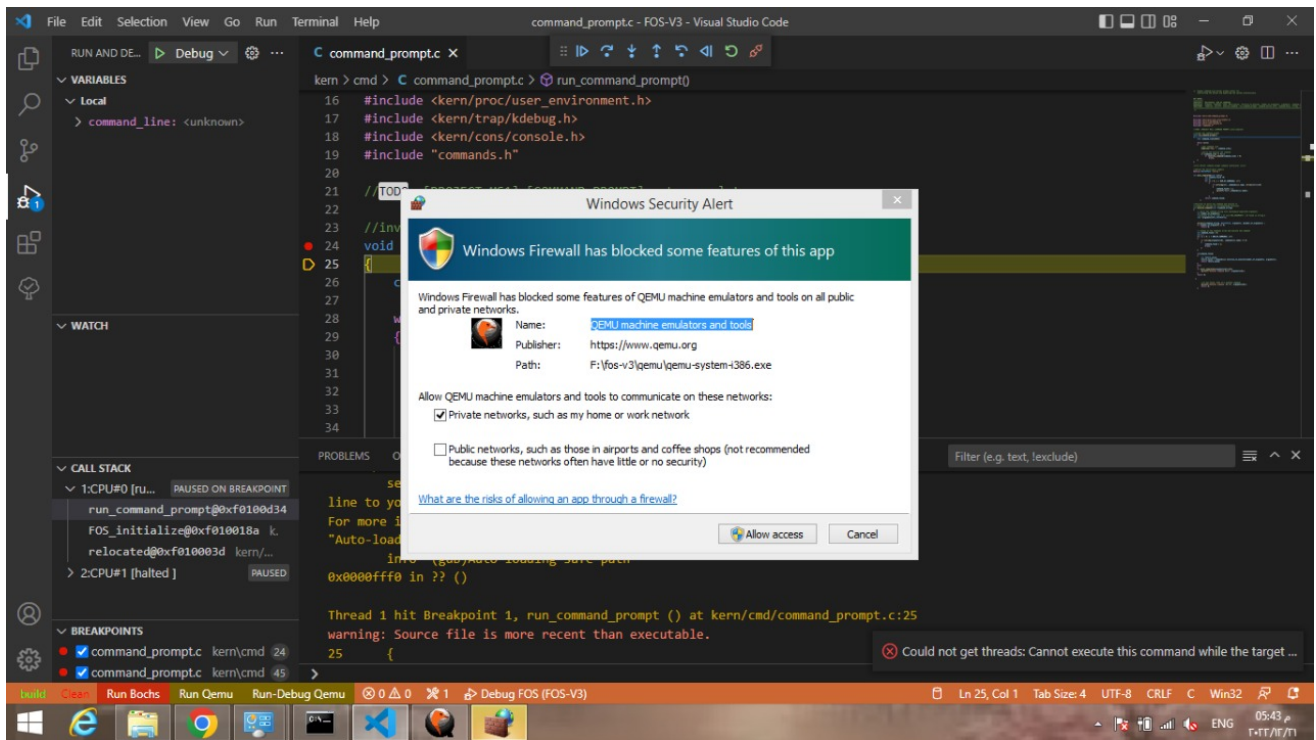 File Edit Selection View Go Run Terminal Help command_prompt.c - FOS-V3 - Visual Studio Code
RUN AND DE... Debug
VARIABLES
Local
command_line: <unknown>
WATCH
CALL STACK
1:CPU#0 [ru... PAUSED ON BREAKPOINT
run_command_prompt@0xf0100d34
FOS_initialize@0xf010018a k.
relocated@0xf010003d kern/...
2:CPU#1 [halted ] PAUSED
BREAKPOINTS
command_prompt.c kern\cmd 24
command_prompt.c kern\cmd 45
command_prompt.c
kern > cmd > C command_prompt.c > run_command_prompt()
16 #include <kern/proc/user_environment.h>
17 #include <kern/trap/kdebug.h>
18 #include <kern/cons/console.h>
19 #include "commands.h"
20
21
22
23 //inv
24 void
25 {
26 c
27
28 w
29 {
30
31
32
33
34
Windows Security Alert
Windows Firewall has blocked some features of this app
Windows Firewall has blocked some features of QEMU machine emulators and tools on all public
and private networks.
Name: QEMU machine emulators and tools
Publisher: https://www.qemu.org
Path: F:\fos-v3\qemu\qemu-system-i386.exe
Allow QEMU machine emulators and tools to communicate on these networks:
Private networks, such as my home or work network
Public networks, such as those in airports and coffee shops (not recommended
because these networks often have little or no security)
What are the risks of allowing an app through a firewall?
Allow access Cancel
PROBLEMS O
Filter (e.g. text, !exclude)
se
line to yo
For more i
"Auto-load
0x0000fff0 in ?? ()
Thread 1 hit Breakpoint 1, run_command_prompt () at kern/cmd/command_prompt.c:25
warning: Source file is more recent than executable.
25 {
Could not get threads: Cannot execute this command while the target ...
build Clean Run Bochs Run Qemu Run-Debug Qemu 0 0 1 Debug FOS (FOS-V3) Ln 25, Col 1 Tab Size: 4 UTF-8 CRLF C Win32
ENG
05:43 م
٢٠٢٢/١٢/٢١